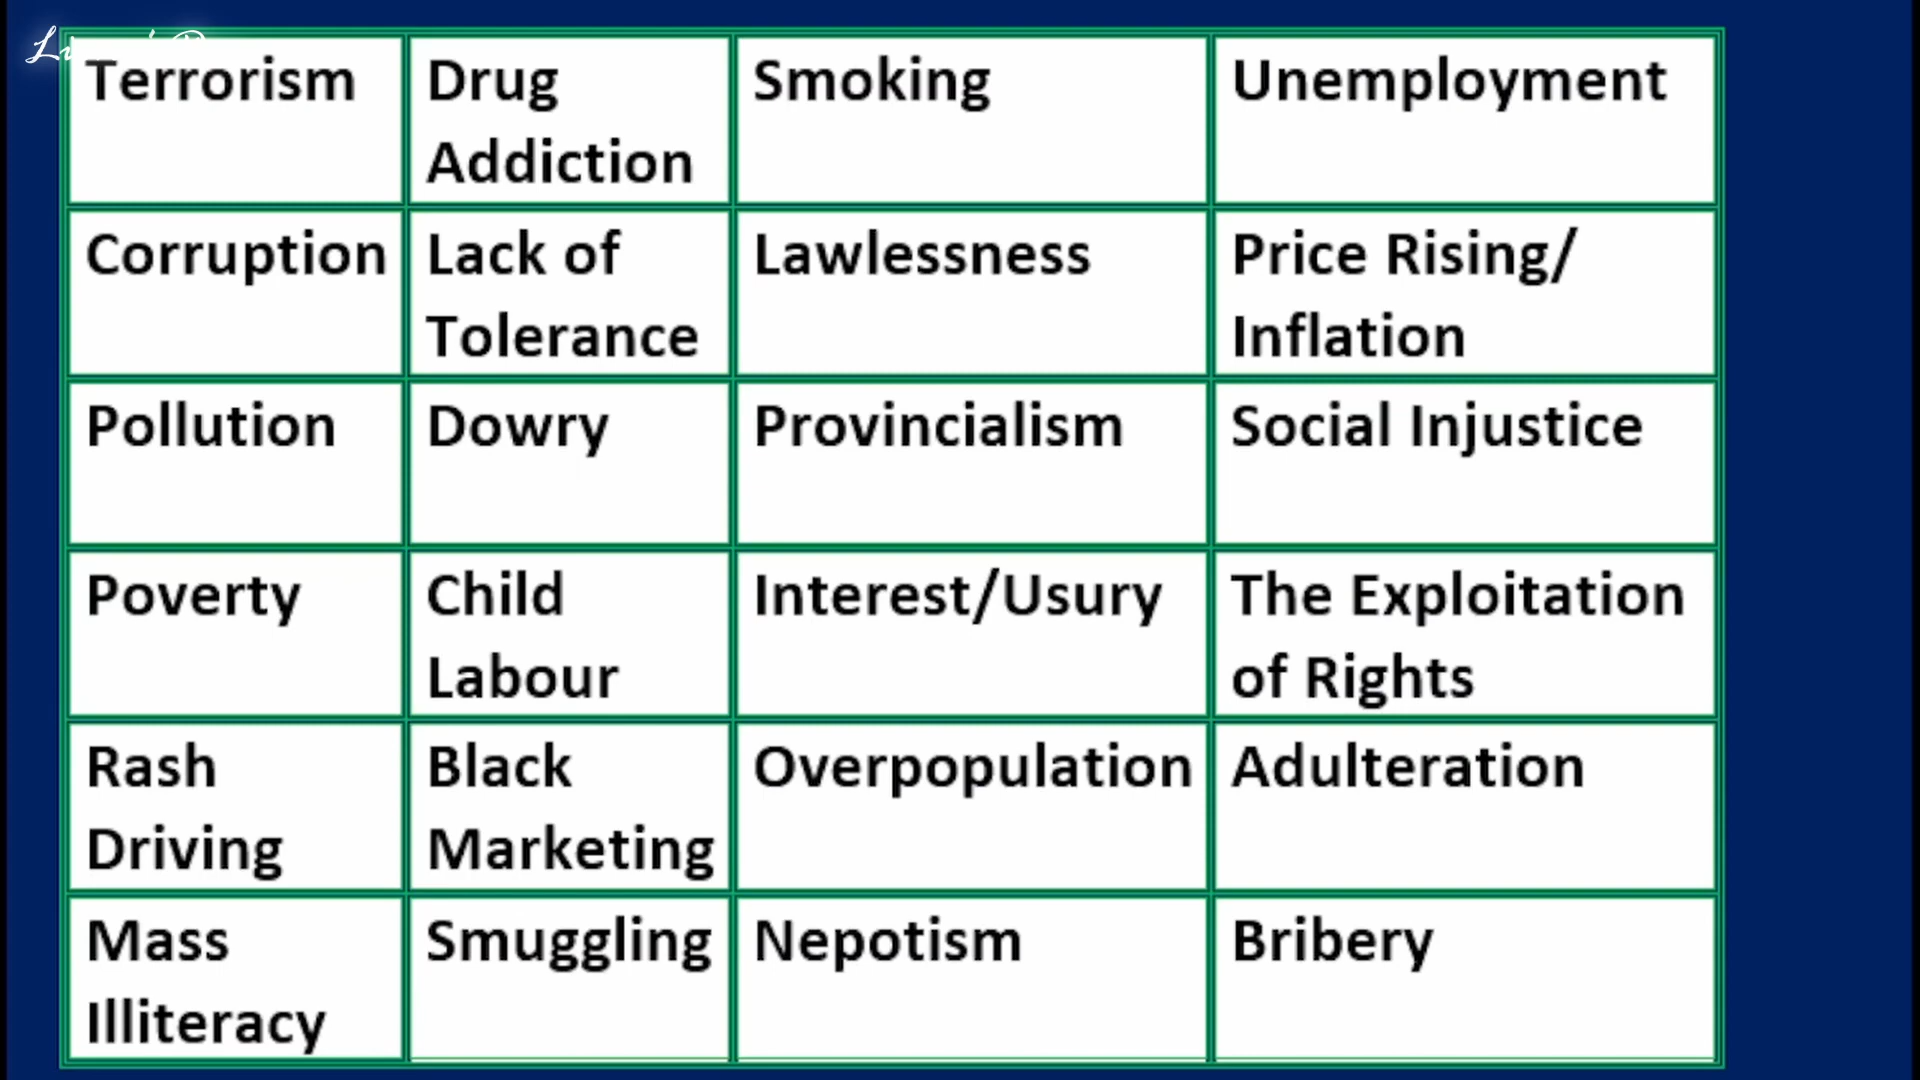 Terrorism
Drug
Addiction
Smoking
Unemployment
Corruption
Lack of
Tolerance
Lawlessness
Price Rising/
Inflation
Pollution
Dowry
Provincialism
Social Injustice
Poverty
Child
Labour
Interest/Usury
The Exploitation
of Rights
Rash
Driving
Black
Marketing
Overpopulation
Adulteration
Mass
Illiteracy
Smuggling
Nepotism
Bribery